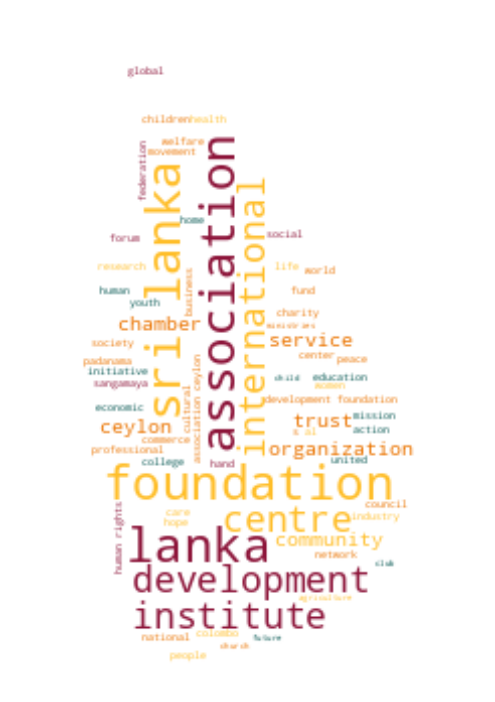 global
children
health
welfare
movement
federation
sri lanka
association
international
home
forum
social
research
life
world
business
human
youth
fund
chamber
charity
ministries
service
society
center
peace
padanama
initiative
sangamaya
association ceylon
cultural
child
education
women
development foundation
economic
ceylon
trust
mission
action
commerce
professional
organization
college
hand
united
foundation
human rights
care
hope
centre
council
industry
lanka
community
network
club
development
agriculture
institute
national
colombo
future
church
people